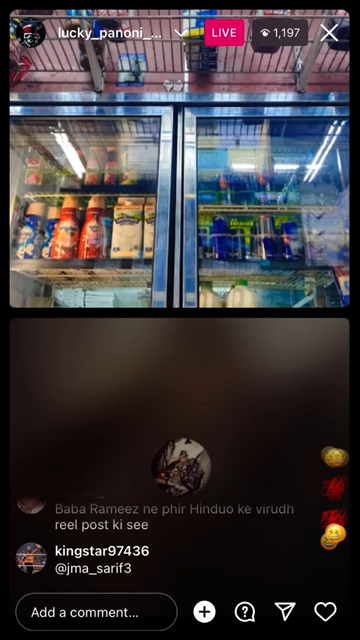 lucky_panoni_...
LIVE
1,197
Baba Rameez ne phir Hinduo ke virudh
reel post ki see
kingstar97436
@jma_sarif3
Add a comment...